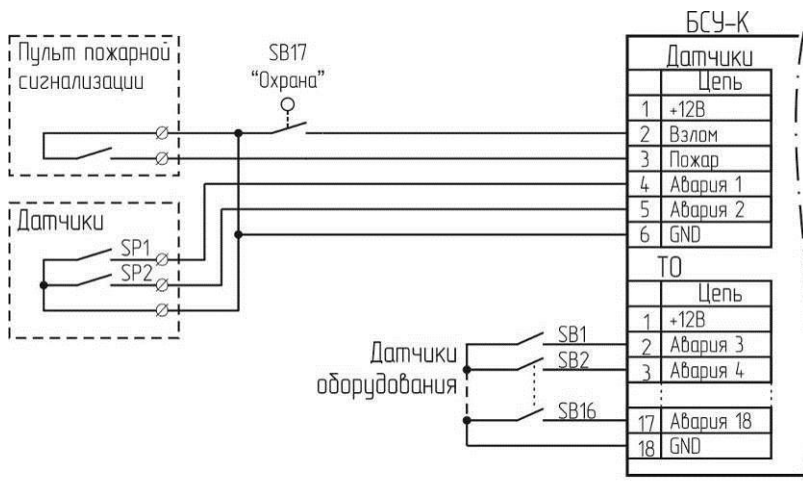 БСУ-К
Пульт пожарной
сигнализации
SB17
"Охрана"
Датчики
Цепь
1 +12В
2 Взлом
3 Пожар
4 Авария 1
5 Авария 2
6 GND
Датчики
SP1
SP2
ТО
Цепь
1 +12В
2 Авария 3
3 Авария 4
17 Авария 18
18 GND
Датчики
оборудования
SB1
SB2
SB16